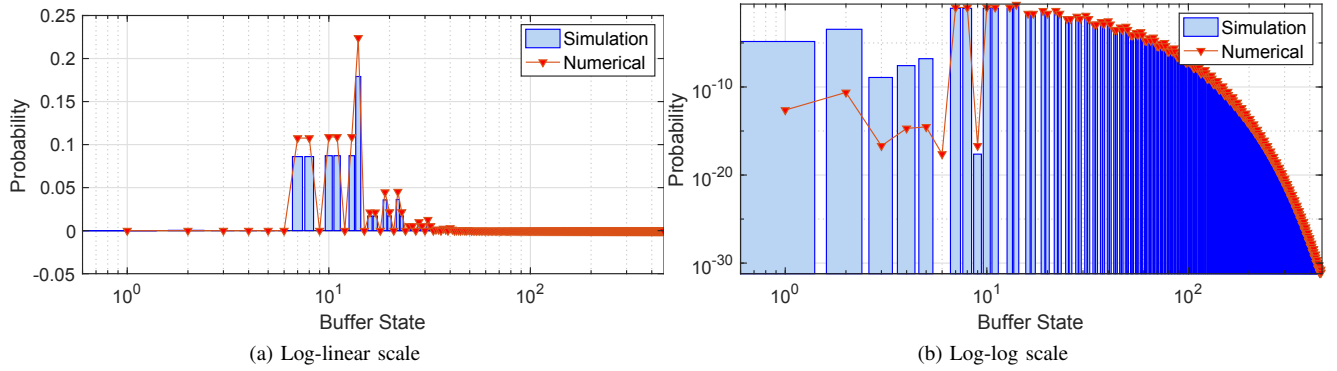 0.25
0.20
0.15
0.10
0.05
0
-0.05
Probability
10^0
10^1
10^2
Buffer State
Simulation
Numerical
(a) Log-linear scale
10^-10
10^-20
10^-30
Probability
10^0
10^1
10^2
Buffer State
Simulation
Numerical
(b) Log-log scale